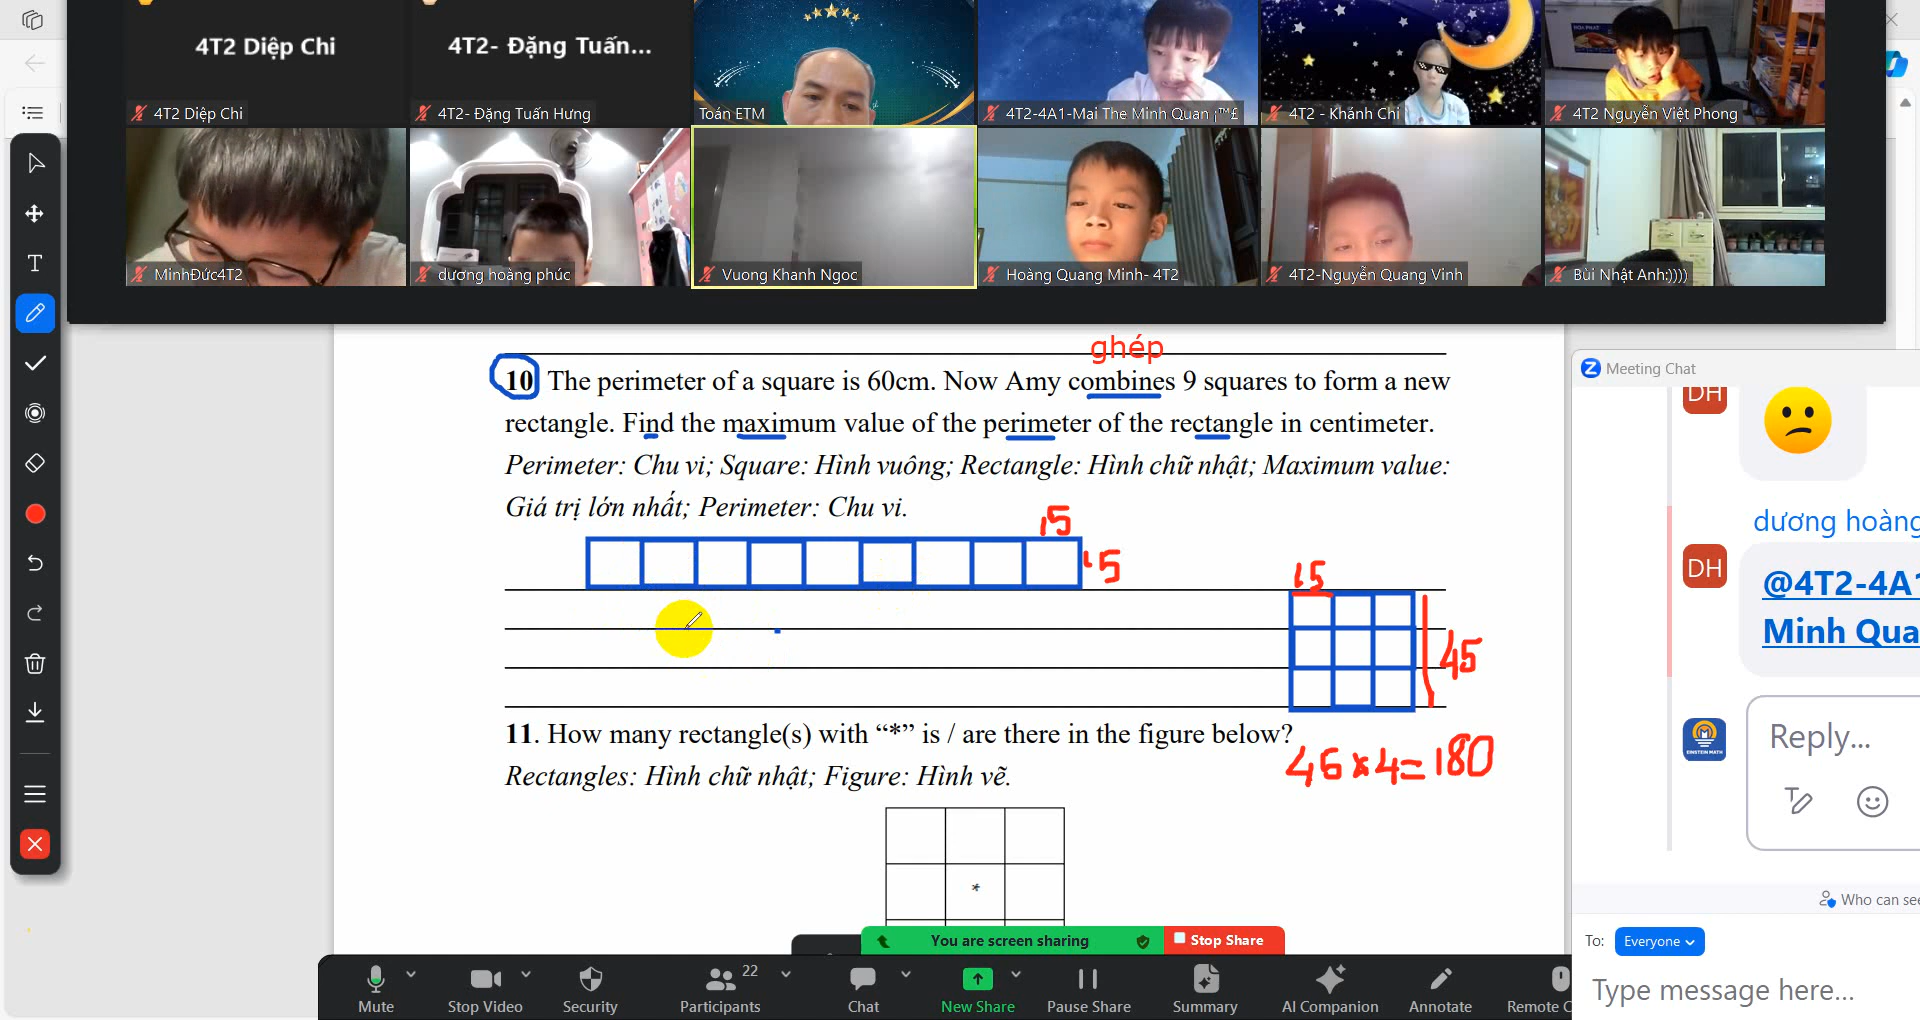 4T2 Diệp Chi
4T2- Đặng Tuấn...
4T2 Diệp Chi
4T2- Đặng Tuấn Hưng
Toán ETM
4T2-4A1-Mai The Minh Quan ¡™£
4T2 - Khánh Chi
4T2 Nguyễn Việt Phong
MinhĐức4T2
dương hoàng phúc
Vuong Khanh Ngoc
Hoàng Quang Minh- 4T2
4T2-Nguyễn Quang Vinh
Bùi Nhật Anh:))))
ghép
10 The perimeter of a square is 60cm. Now Amy combines 9 squares to form a new
rectangle. Find the maximum value of the perimeter of the rectangle in centimeter.
Perimeter: Chu vi; Square: Hình vuông; Rectangle: Hình chữ nhật; Maximum value:
Giá trị lớn nhất; Perimeter: Chu vi.
15
15
15
45
11. How many rectangle(s) with “*” is / are there in the figure below?
Rectangles: Hình chữ nhật; Figure: Hình vẽ.
45 x 4 = 180
*
Meeting Chat
DH
dương hoàng
DH
@4T2-4A1
Minh Qua
EINSTEIN MATH
Reply...
Who can see
To: Everyone
Type message here...
You are screen sharing
Stop Share
Mute
Stop Video
Security
Participants
22
Chat
New Share
Pause Share
Summary
AI Companion
Annotate
Remote C